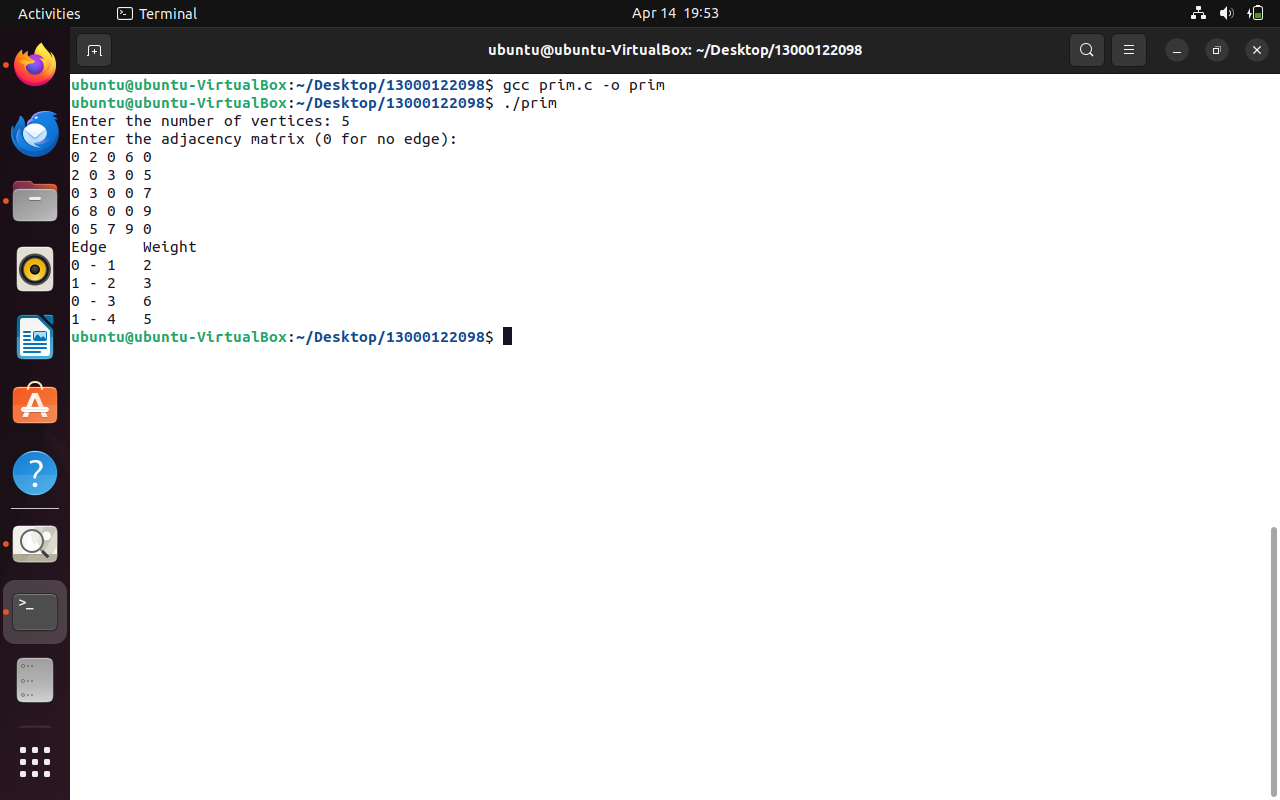 Activities
Terminal
Apr 14 19:53
ubuntu@ubuntu-VirtualBox: ~/Desktop/13000122098
ubuntu@ubuntu-VirtualBox:~/Desktop/13000122098$ gcc prim.c -o prim
ubuntu@ubuntu-VirtualBox:~/Desktop/13000122098$ ./prim
Enter the number of vertices: 5
Enter the adjacency matrix (0 for no edge):
0 2 0 6 0
2 0 3 0 5
0 3 0 0 7
6 8 0 0 9
0 5 7 9 0
Edge    Weight
0 - 1   2
1 - 2   3
0 - 3   6
1 - 4   5
ubuntu@ubuntu-VirtualBox:~/Desktop/13000122098$